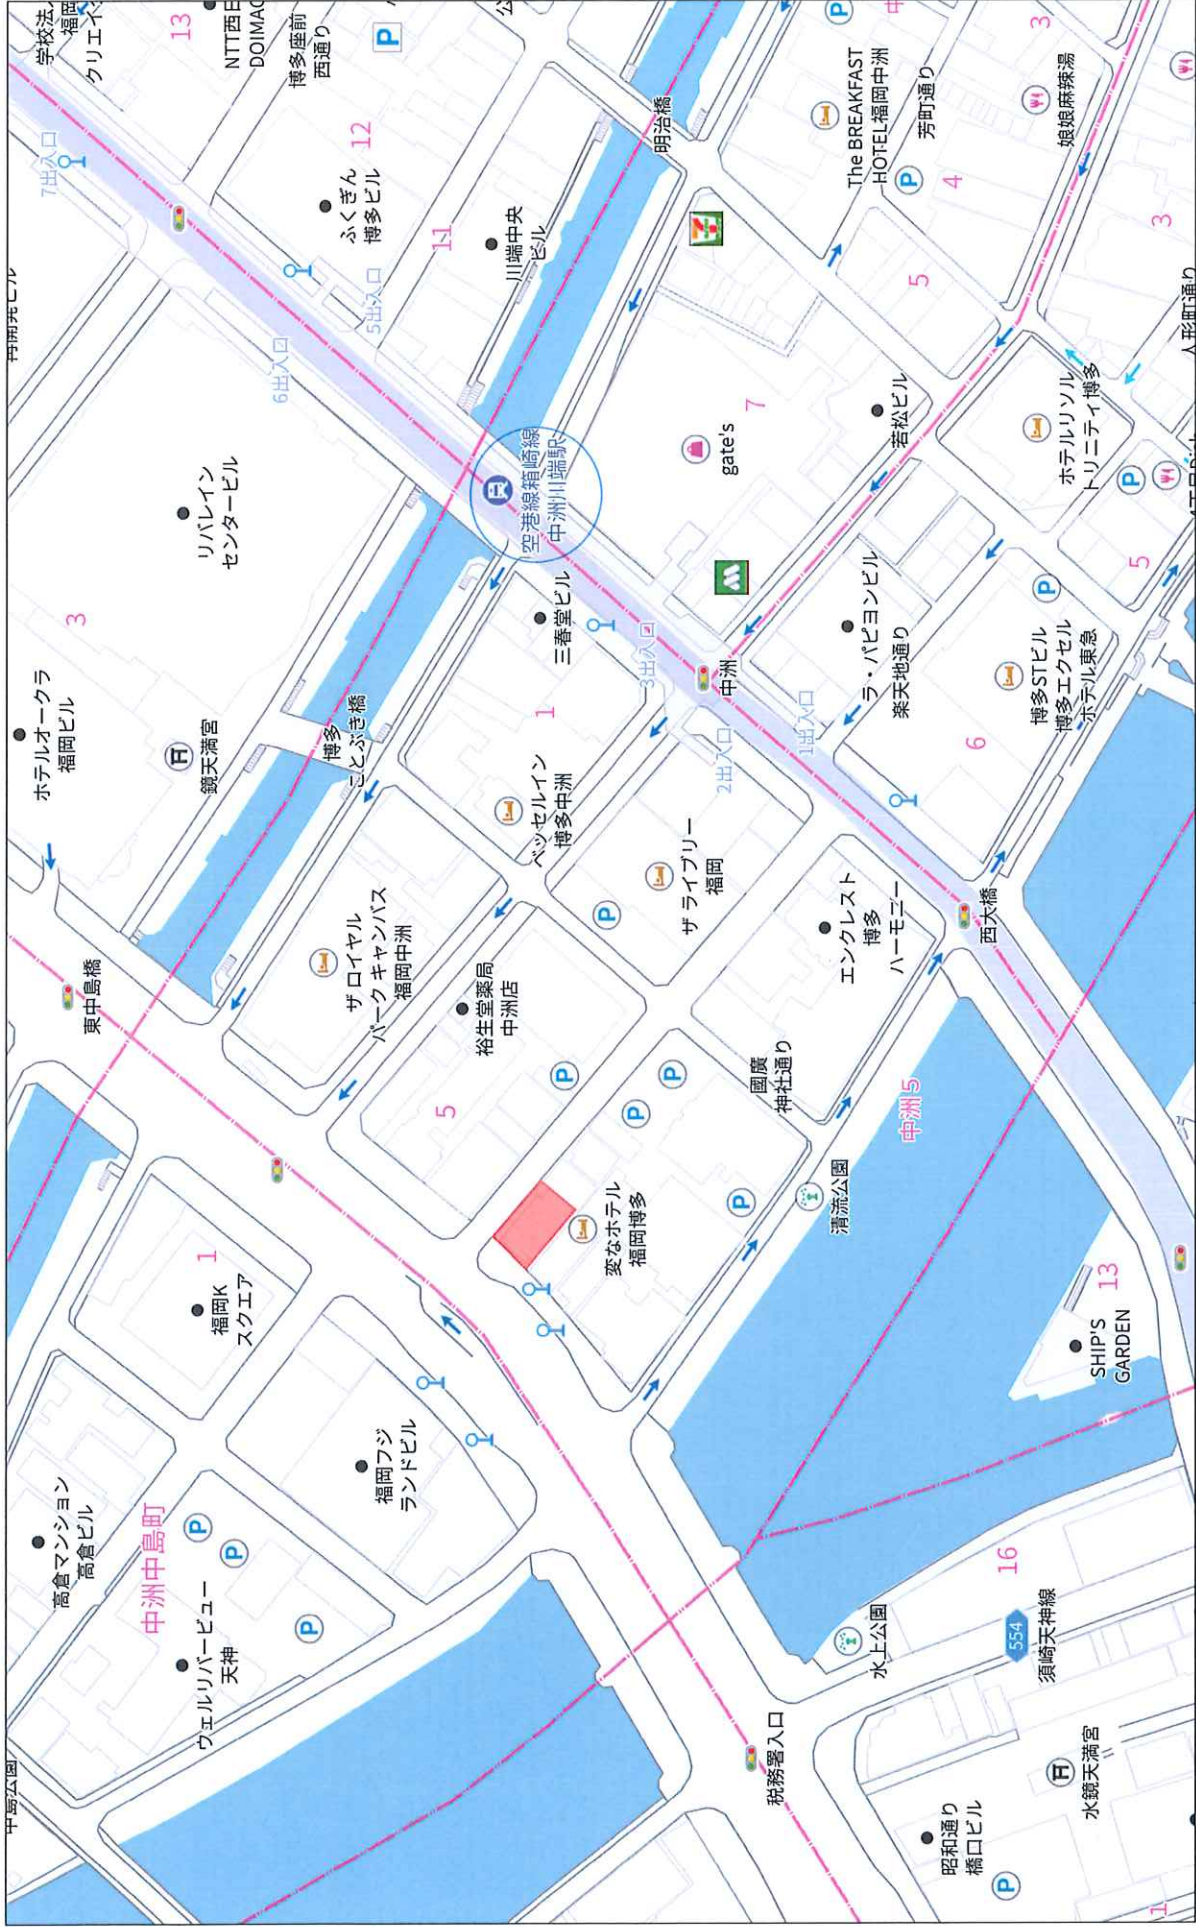 中洲中島町
高倉マンション
高倉ビル
ウェルリバービュー
天神
P
P
P
福岡フジ
ランドビル
福岡K
スクエア
1
東中島橋
ホテルオークラ
福岡ビル
鏡天満宮
3
リバレイン
センタービル
7出入口
学校法
福岡
クリエイ
13
NTT西日
博多座前
西通り
P
12
ふくぎん
博多ビル
6出入口
5出入口
11
川端中央
ビル
明治橋
博多
ことぶき橋
ザ ロイヤル
パーク キャンバス
福岡中洲
5
裕生堂薬局
中洲店
P
空港線箱崎線
中洲川端駅
三春堂ビル
1
ベッセルイン
博多中洲
3出入口
2出入口
1出入口
中洲
変なホテル
福岡博多
P
P
P
P
ザ ライブリー
福岡
國廣
神社通り
エンクレスト
博多
ハーモニー
清流公園
中洲 5
西大橋
gate's
7
若松ビル
ラ・パピヨンビル
楽天地通り
6
博多STビル
博多エクセル
ホテル東急
P
5
ホテルリソル
トリニティ博多
P
5
P
The BREAKFAST
HOTEL福岡中洲
P
芳町通り
4
3
娘娘麻辣湯
3
人形町通り
SHIP'S
GARDEN
13
税務署入口
水上公園
16
554
須崎天神線
水鏡天満宮
昭和通り
橋口ビル
P
1